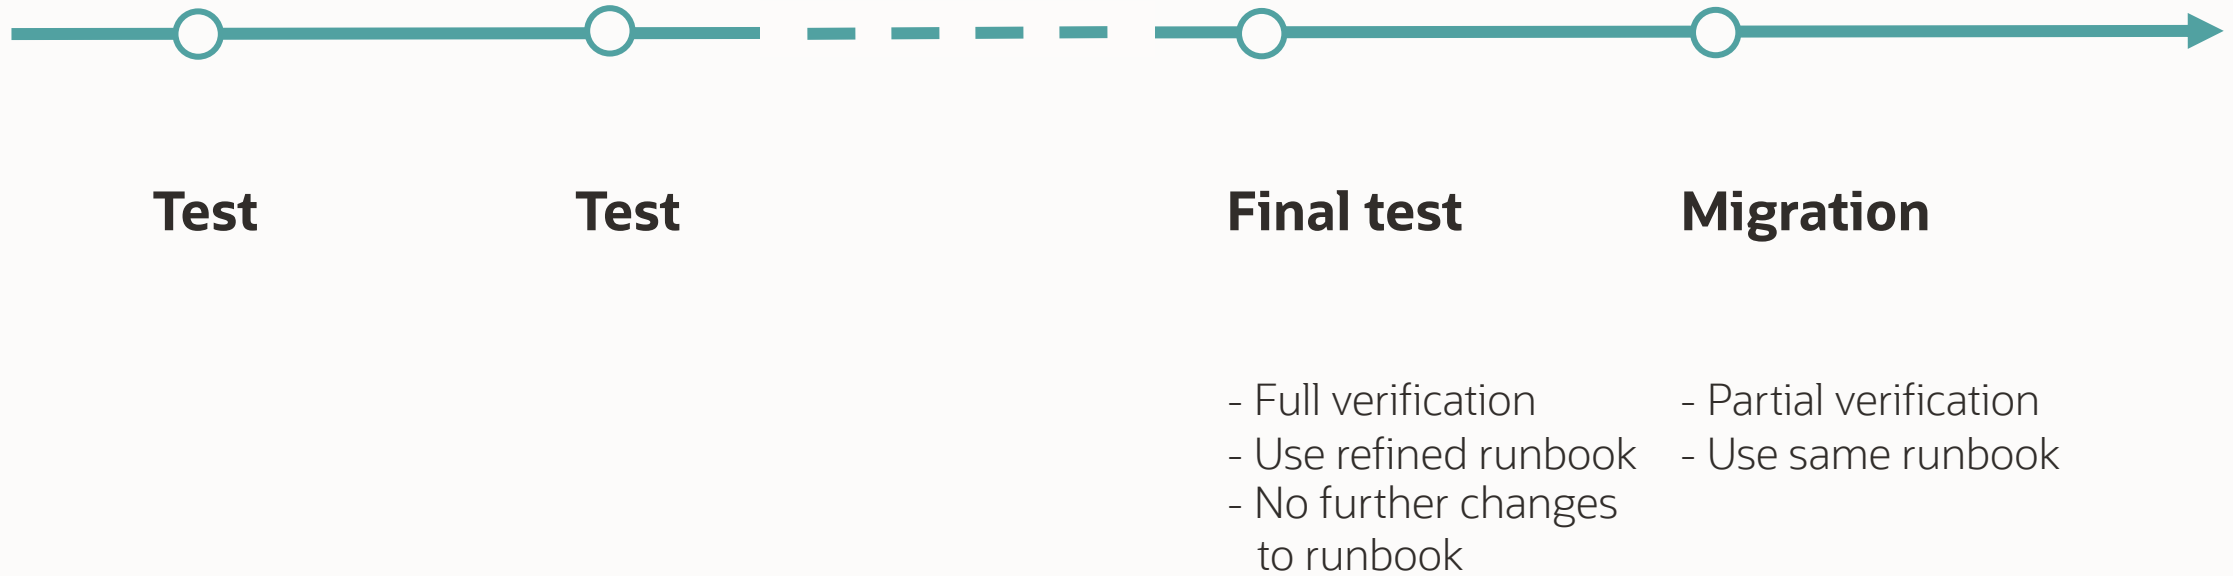 Test
Test
Final test
Migration
- Full verification
- Use refined runbook
- No further changes
to runbook
- Partial verification
- Use same runbook